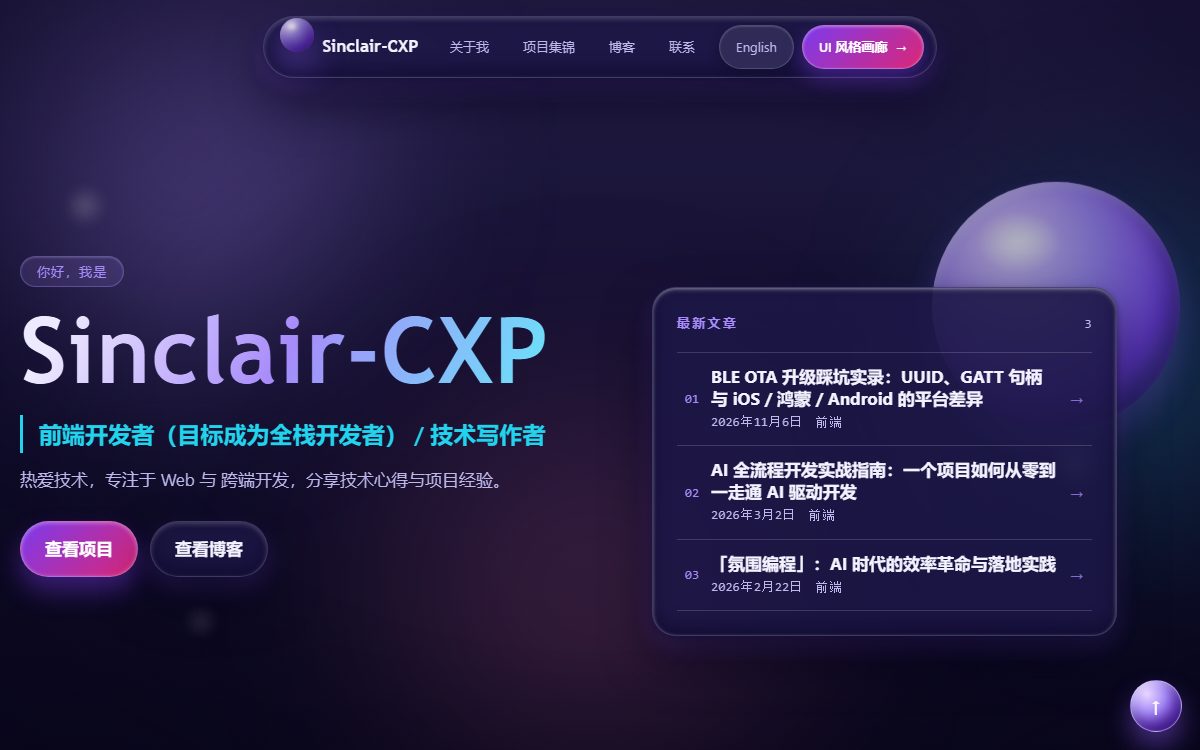 Sinclair-CXP 关于我 项目集锦 博客 联系 English UI 风格画廊 →
你好，我是
Sinclair-CXP
前端开发者（目标成为全栈开发者） / 技术写作者
热爱技术，专注于 Web 与 跨端开发，分享技术心得与项目经验。
查看项目 查看博客
最新文章 3
01 BLE OTA 升级踩坑实录：UUID、GATT 句柄
与 iOS / 鸿蒙 / Android 的平台差异 →
2026年11月6日 前端
02 AI 全流程开发实战指南：一个项目如何从零到
一走通 AI 驱动开发 →
2026年3月2日 前端
03 「氛围编程」：AI 时代的效率革命与落地实践 →
2026年2月22日 前端
↑